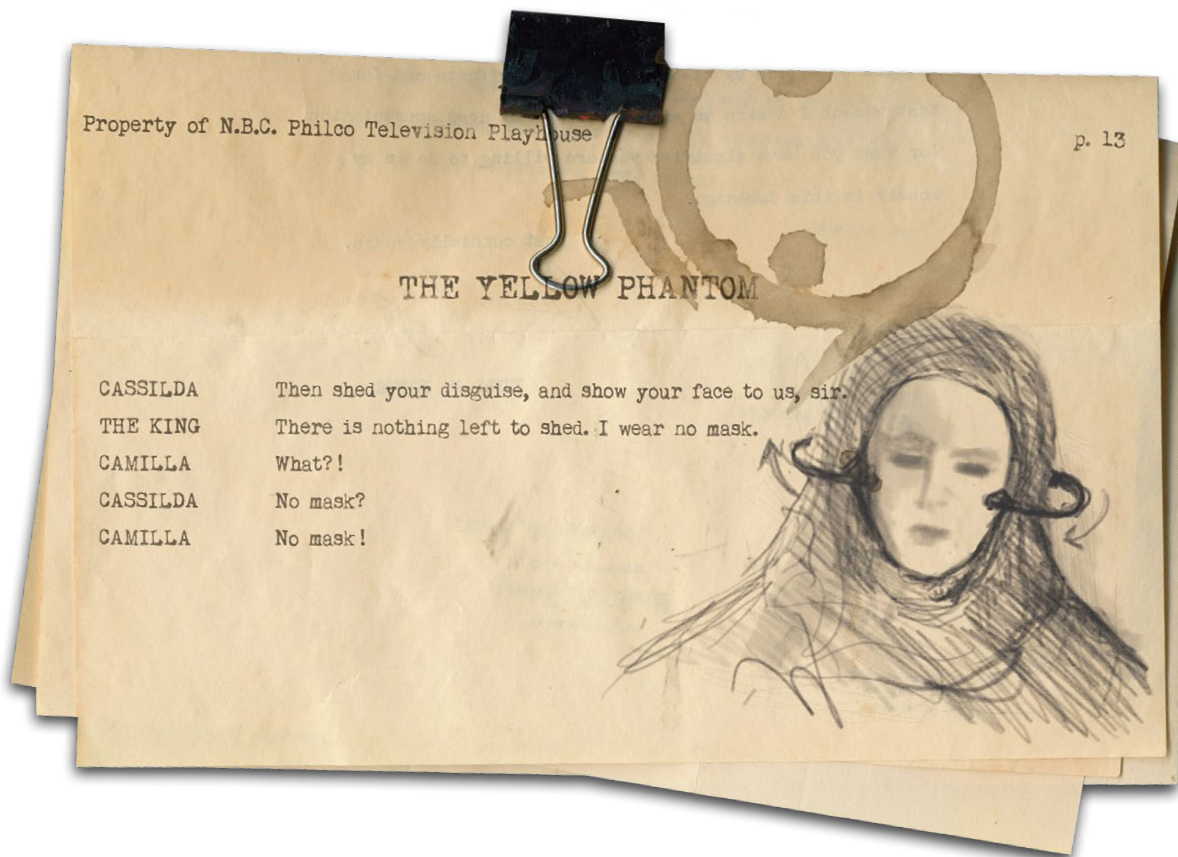 Property of N.B.C. Philco Television Playhouse
p. 13
THE YELLOW PHANTOM
CASSILDA Then shed your disguise, and show your face to us, sir.
THE KING There is nothing left to shed. I wear no mask.
CAMILLA What?!
CASSILDA No mask?
CAMILLA No mask!